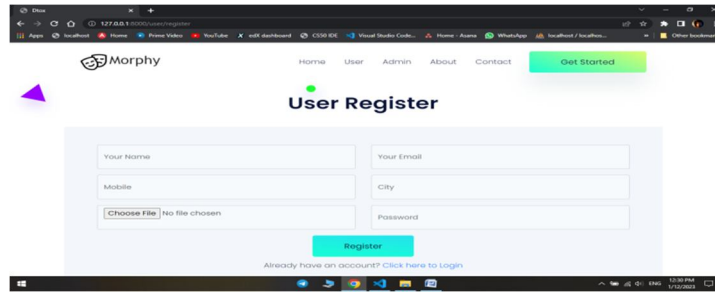 Dtox
127.0.0.1:8000/user/register
Apps localhost Home Prime Video YouTube edX dashboard CS50 IDE Visual Studio Code... Home - Asana WhatsApp localhost / localhos... » Other bookmar
Morphy Home User Admin About Contact Get Started
User Register
Your Name Your Email
Mobile City
Choose File No file chosen Password
Register
Already have an account? Click here to Login
ENG 12:30 PM
1/12/2023